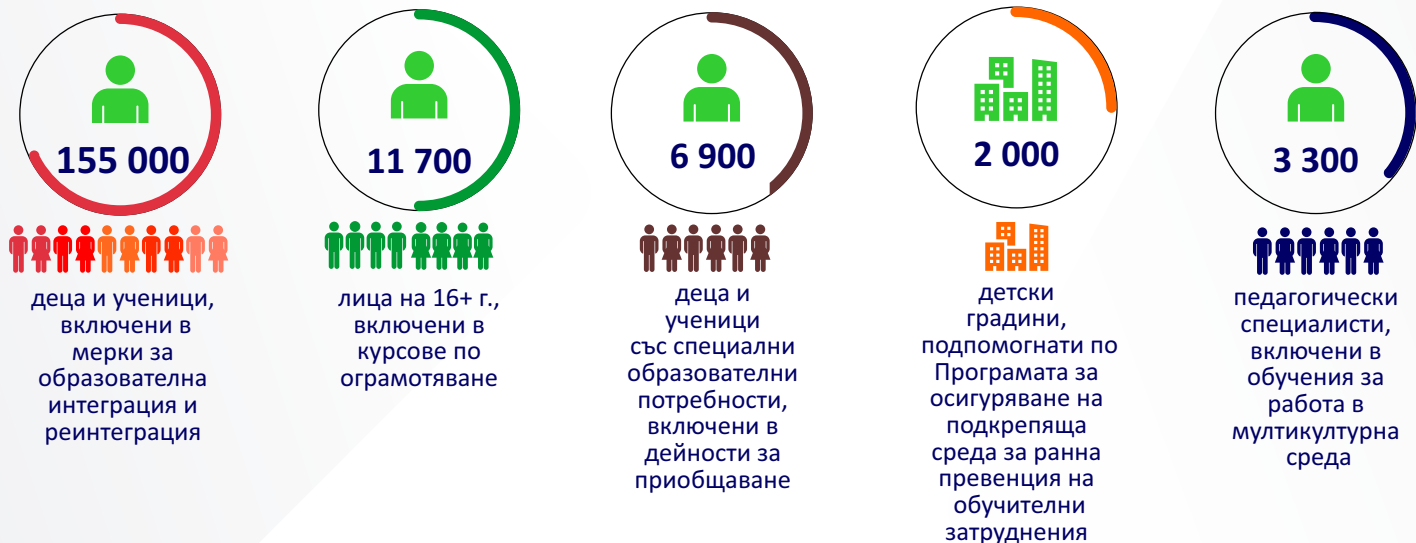 155 000
деца и ученици,
включени в
мерки за
образователна
интеграция и
реинтеграция
11 700
лица на 16+ г.,
включени в
курсове по
ограмотяване
6 900
деца и
ученици
със специални
образователни
потребности,
включени в
дейности за
приобщаване
2 000
детски
градини,
подпомогнати по
Програмата за
осигуряване на
подкрепяща
среда за ранна
превенция на
обучителни
затруднения
3 300
педагогически
специалисти,
включени в
обучения за
работа в
мултикултурна
среда